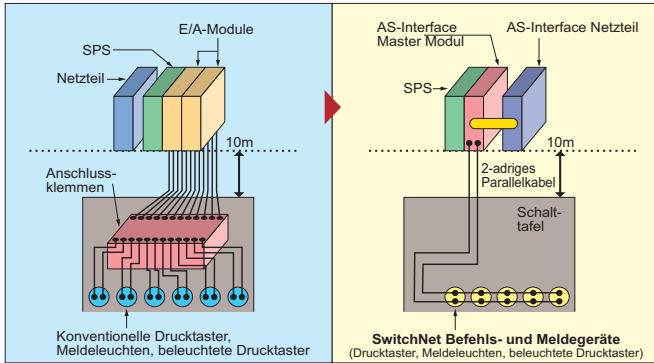 E/A-Module
SPS
Netzteil
10m
Anschluss-
klemmen
Konventionelle Drucktaster,
Meldeleuchten, beleuchtete Drucktaster
AS-Interface
Master Modul
AS-Interface Netzteil
SPS
10m
2-adriges
Parallelkabel
Schalt-
tafel
SwitchNet Befehls- und Meldegeräte
(Drucktaster, Meldeleuchten, beleuchtete Drucktaster)